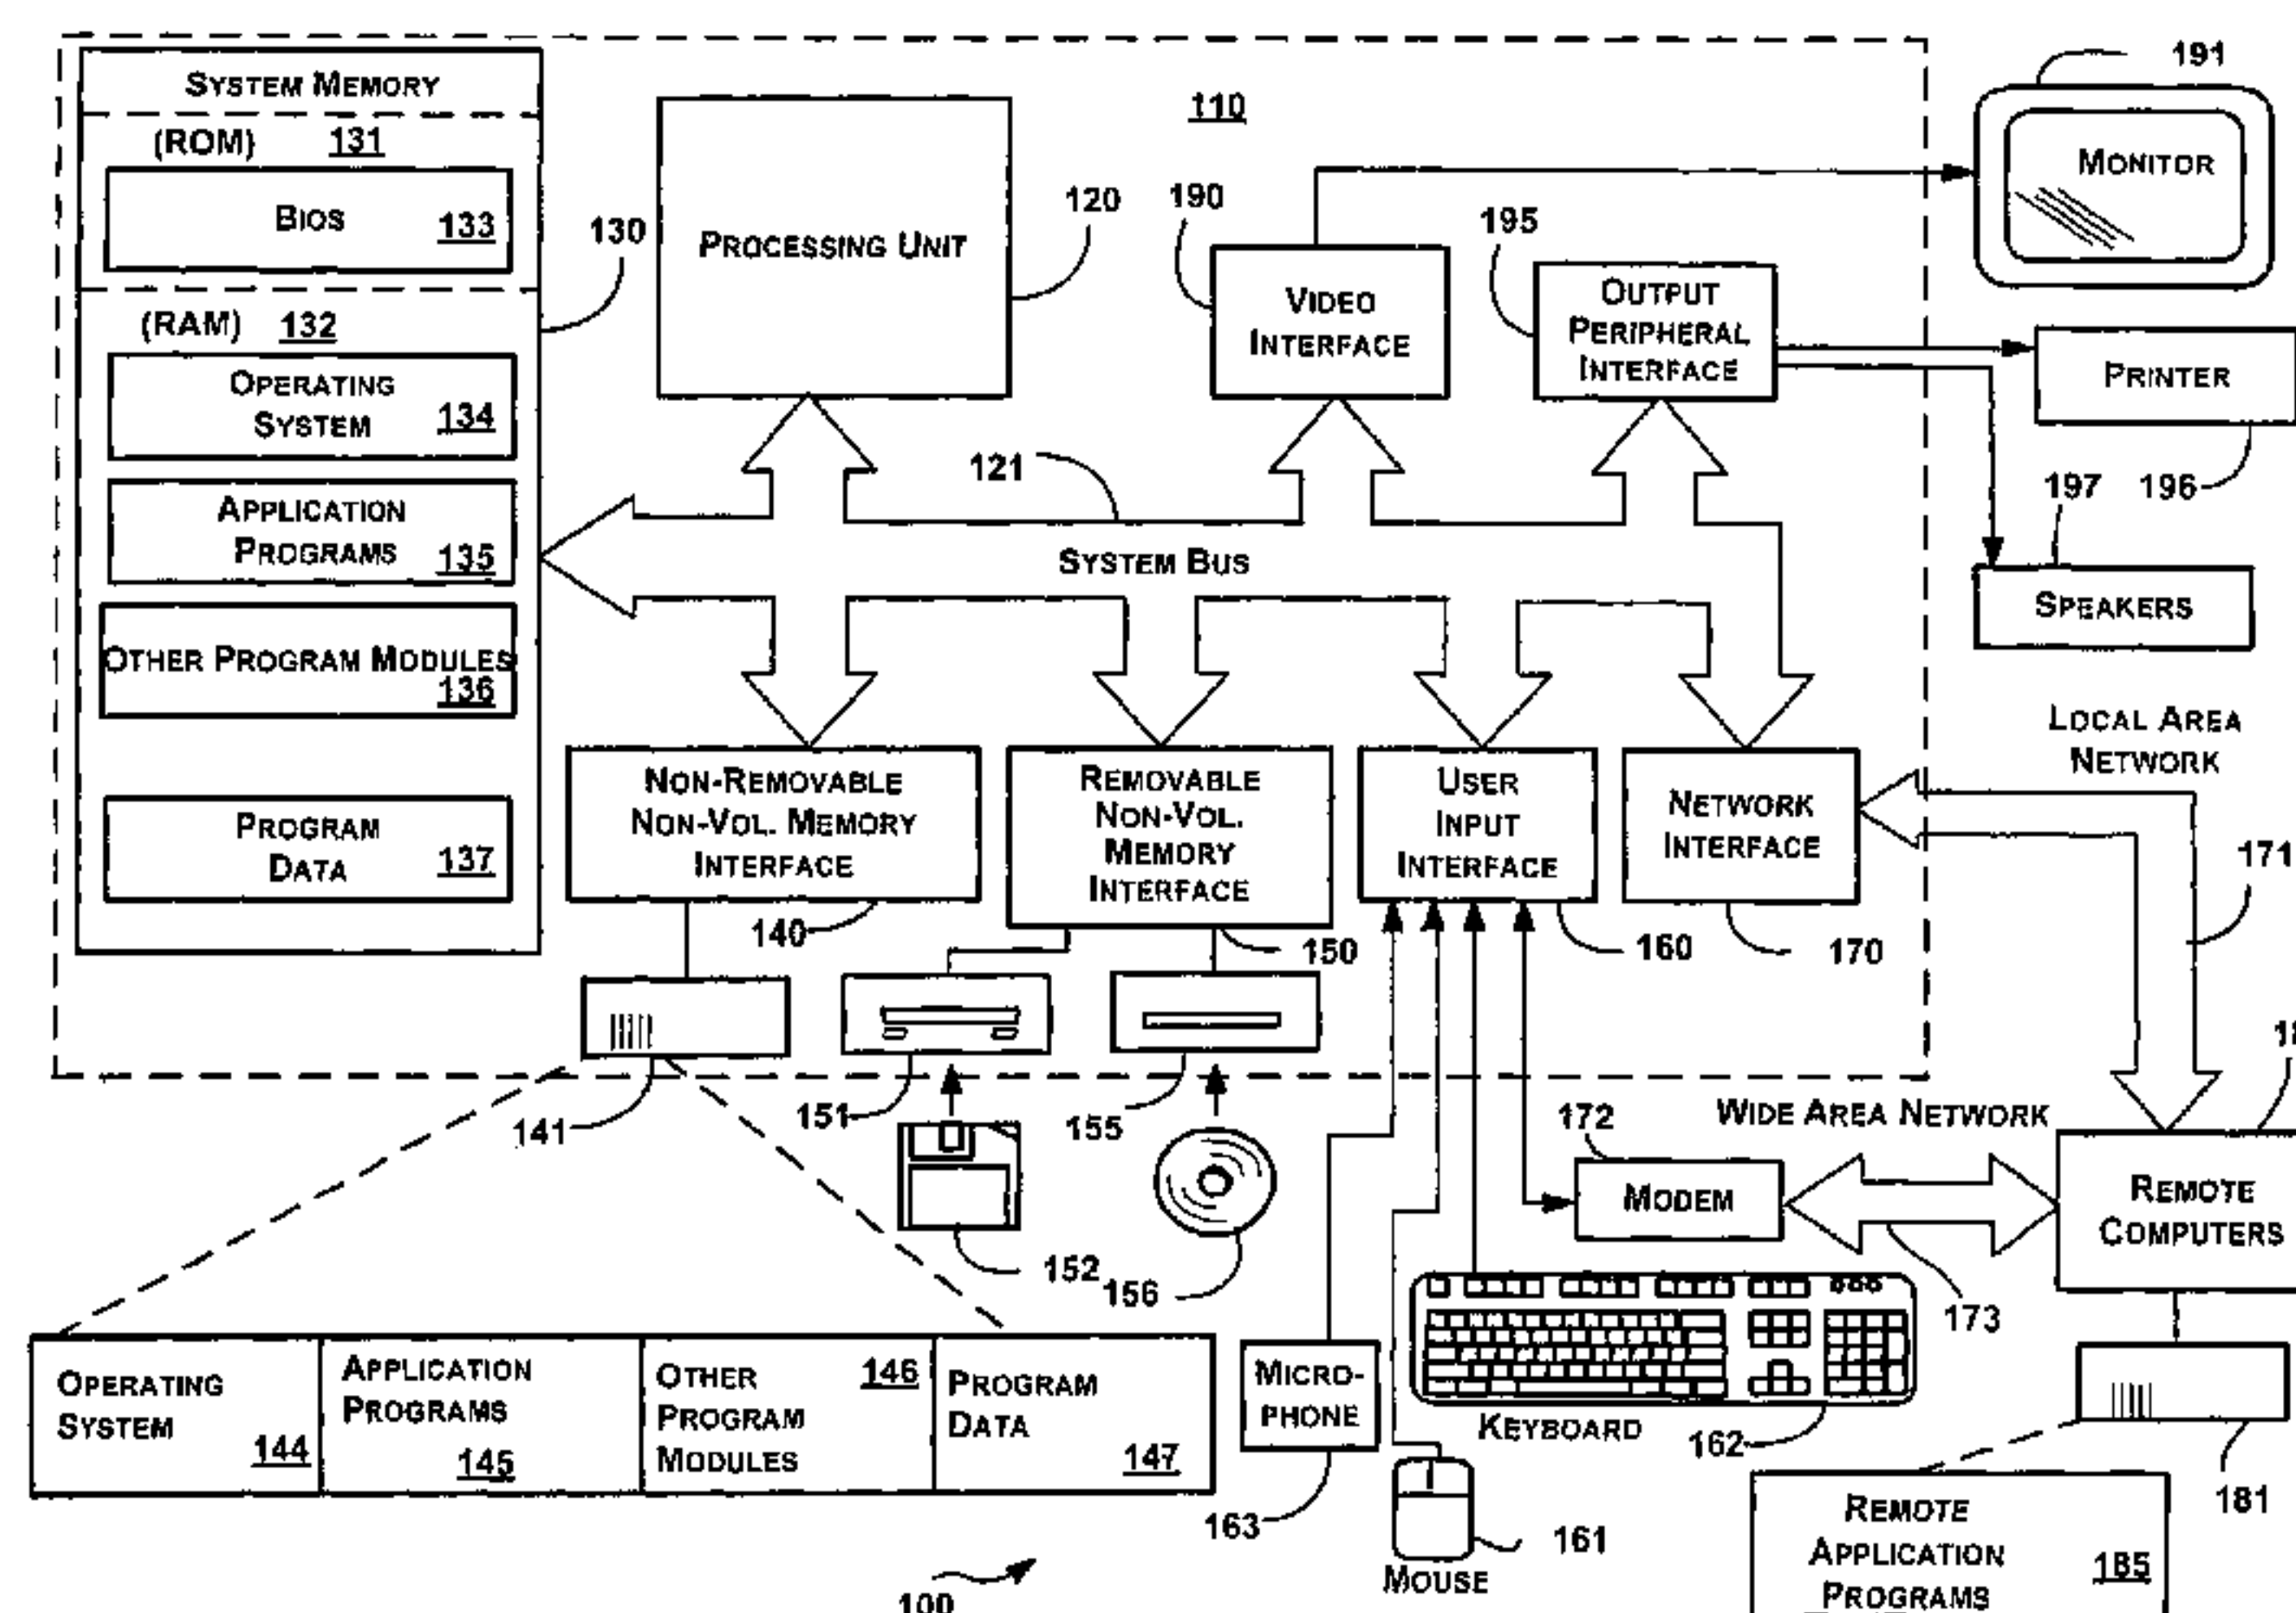 SYSTEM MEMORY
(ROM) 131
BIOS 133
(RAM) 132
OPERATING
SYSTEM 134
APPLICATION
PROGRAMS 135
OTHER PROGRAM MODULES
136
PROGRAM
DATA 137
130
PROCESSING UNIT
120
110
190
VIDEO
INTERFACE
195
OUTPUT
PERIPHERAL
INTERFACE
191
MONITOR
PRINTER
196
197
SPEAKERS
121
SYSTEM BUS
NON-REMOVABLE
NON-VOL. MEMORY
INTERFACE
140
REMOVABLE
NON-VOL.
MEMORY
INTERFACE
150
USER
INPUT
INTERFACE
160
NETWORK
INTERFACE
170
LOCAL AREA
NETWORK
171
141
151
152
155
156
172
MODEM
WIDE AREA NETWORK
173
REMOTE
COMPUTERS
181
OPERATING
SYSTEM 144
APPLICATION
PROGRAMS
145
OTHER 146
PROGRAM
MODULES
PROGRAM
DATA
147
MICRO-
PHONE
163
KEYBOARD
162
161
MOUSE
REMOTE
APPLICATION
PROGRAMS
185
100